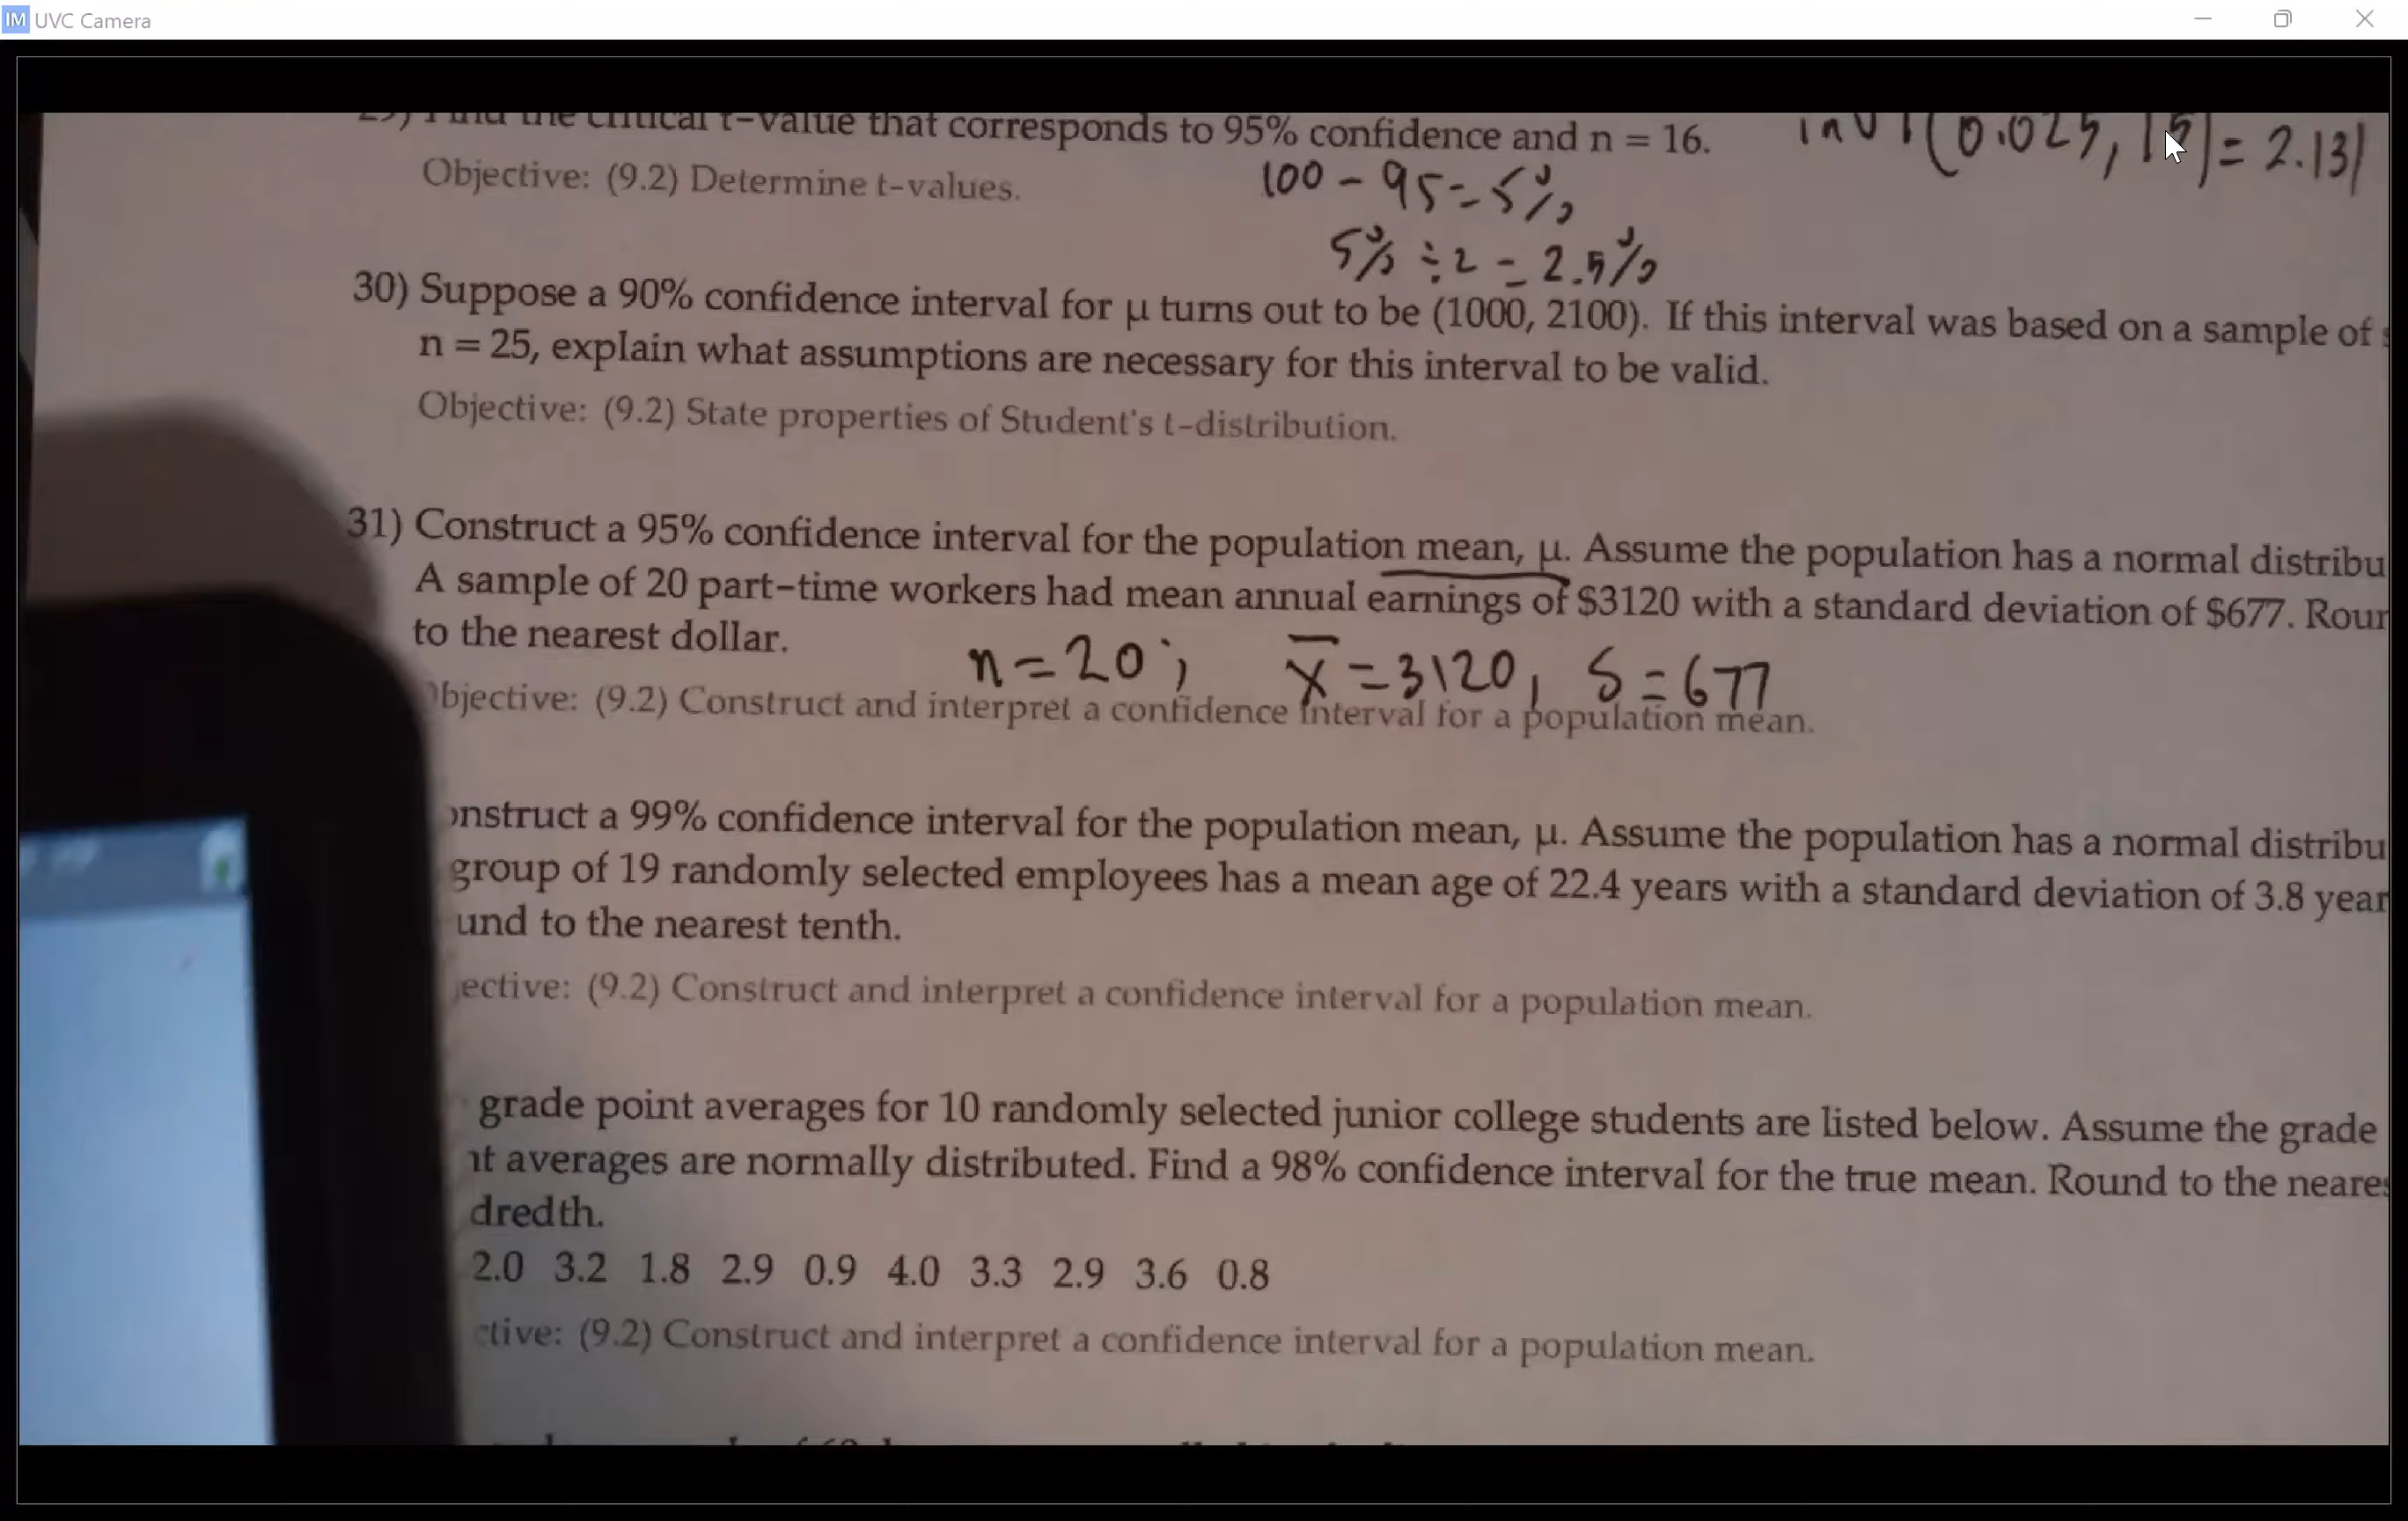 IM UVC Camera
Find the critical t-value that corresponds to 95% confidence and n = 16. invT(0.025, 15) = 2.131
Objective: (9.2) Determine t-values. 100 - 95 = 5%
5% ÷ 2 = 2.5%
30) Suppose a 90% confidence interval for μ turns out to be (1000, 2100). If this interval was based on a sample of
n = 25, explain what assumptions are necessary for this interval to be valid.
Objective: (9.2) State properties of Student's t-distribution.
31) Construct a 95% confidence interval for the population mean, μ. Assume the population has a normal distribu
A sample of 20 part-time workers had mean annual earnings of $3120 with a standard deviation of $677. Roun
to the nearest dollar.
n = 20; x̄ = 3120, S = 677
bjective: (9.2) Construct and interpret a confidence interval for a population mean.
onstruct a 99% confidence interval for the population mean, μ. Assume the population has a normal distribu
group of 19 randomly selected employees has a mean age of 22.4 years with a standard deviation of 3.8 year
und to the nearest tenth.
jective: (9.2) Construct and interpret a confidence interval for a population mean.
grade point averages for 10 randomly selected junior college students are listed below. Assume the grade
nt averages are normally distributed. Find a 98% confidence interval for the true mean. Round to the neares
dredth.
2.0 3.2 1.8 2.9 0.9 4.0 3.3 2.9 3.6 0.8
ctive: (9.2) Construct and interpret a confidence interval for a population mean.